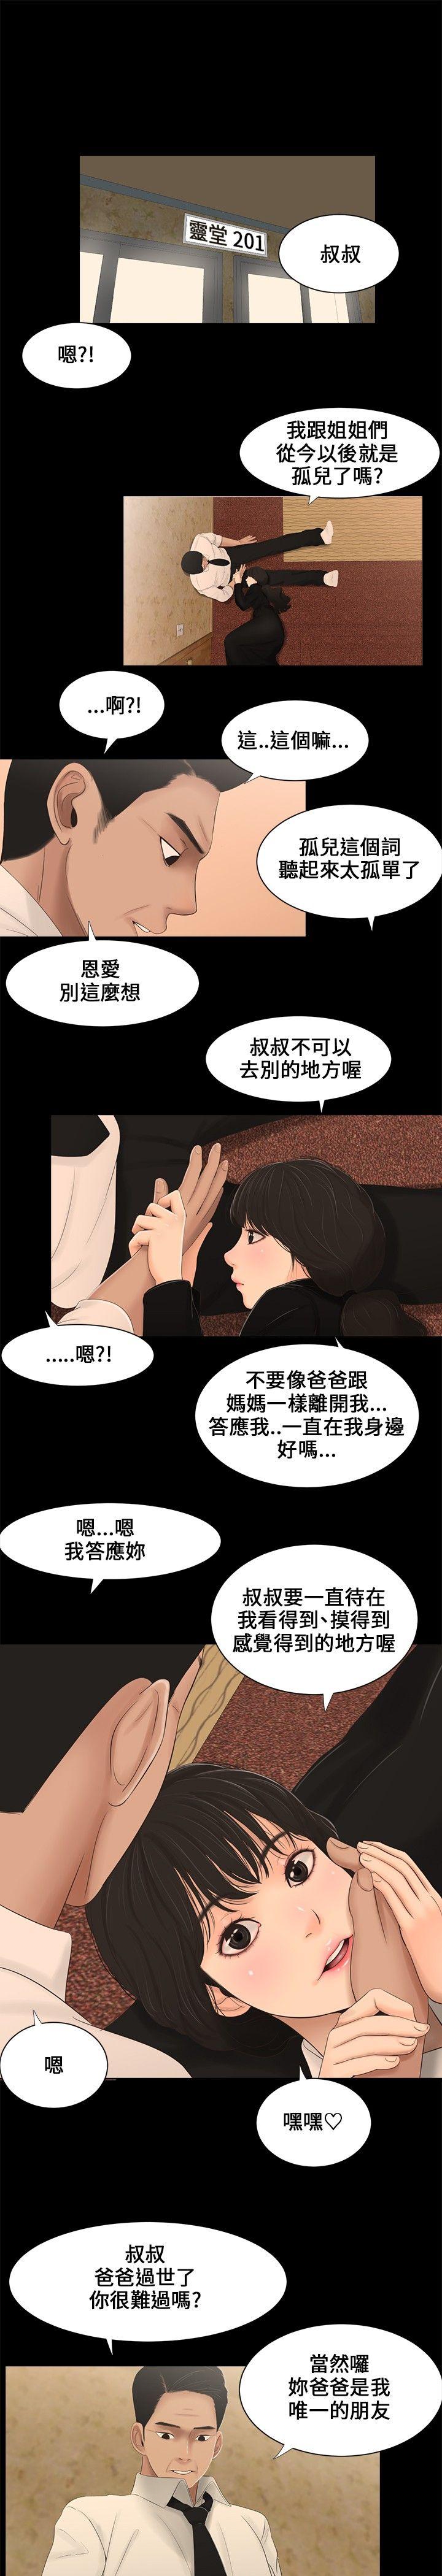 靈堂 201
叔叔
嗯?!
我跟姐姐們
從今以後就是
孤兒了嗎?
...啊?!
這..這個嘛...
孤兒這個詞
聽起來太孤單了
恩愛
別這麼想
叔叔不可以
去別的地方喔
.....嗯?!
不要像爸爸跟
媽媽一樣離開我...
答應我..一直在我身邊
好嗎...
嗯...嗯
我答應妳
叔叔要一直待在
我看得到、摸得到
感覺得到的地方喔
嗯
嘿嘿♡
叔叔
爸爸過世了
你很難過嗎?
當然囉
妳爸爸是我
唯一的朋友